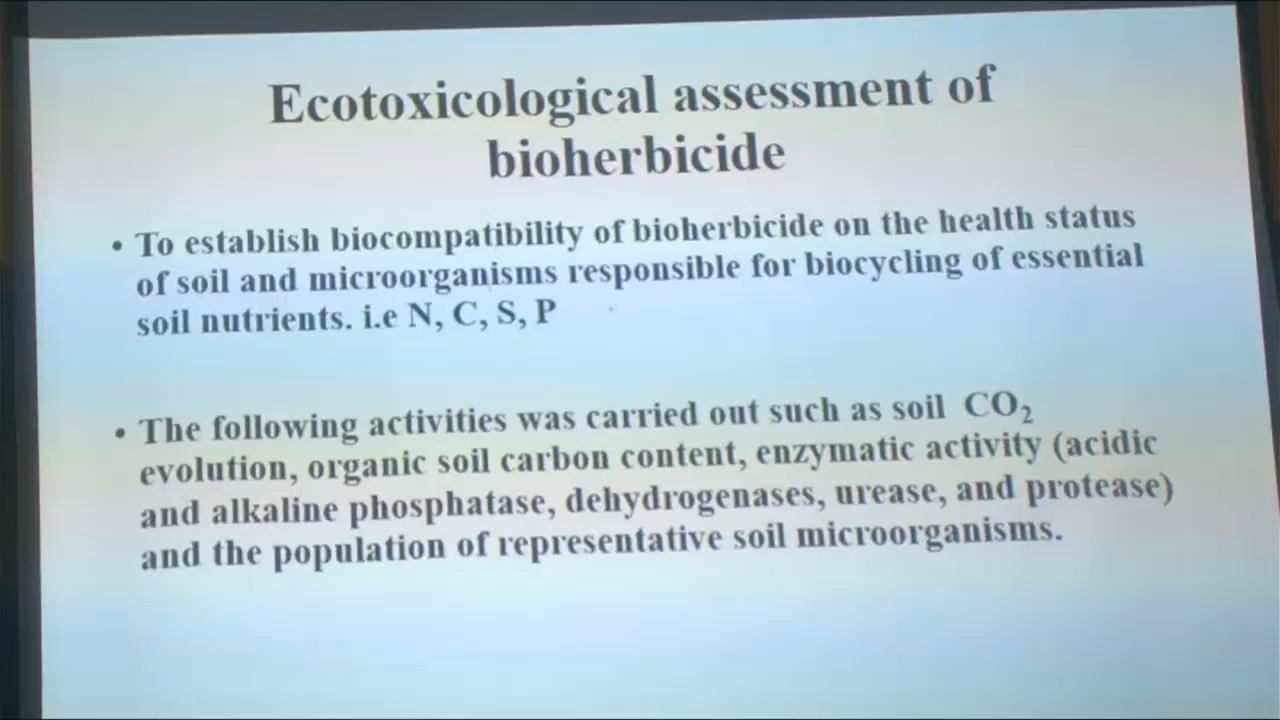 Ecotoxicological assessment of
bioherbicide
• To establish biocompatibility of bioherbicide on the health status
of soil and microorganisms responsible for biocycling of essential
soil nutrients. i.e N, C, S, P
• The following activities was carried out such as soil CO₂
evolution, organic soil carbon content, enzymatic activity (acidic
and alkaline phosphatase, dehydrogenases, urease, and protease)
and the population of representative soil microorganisms.